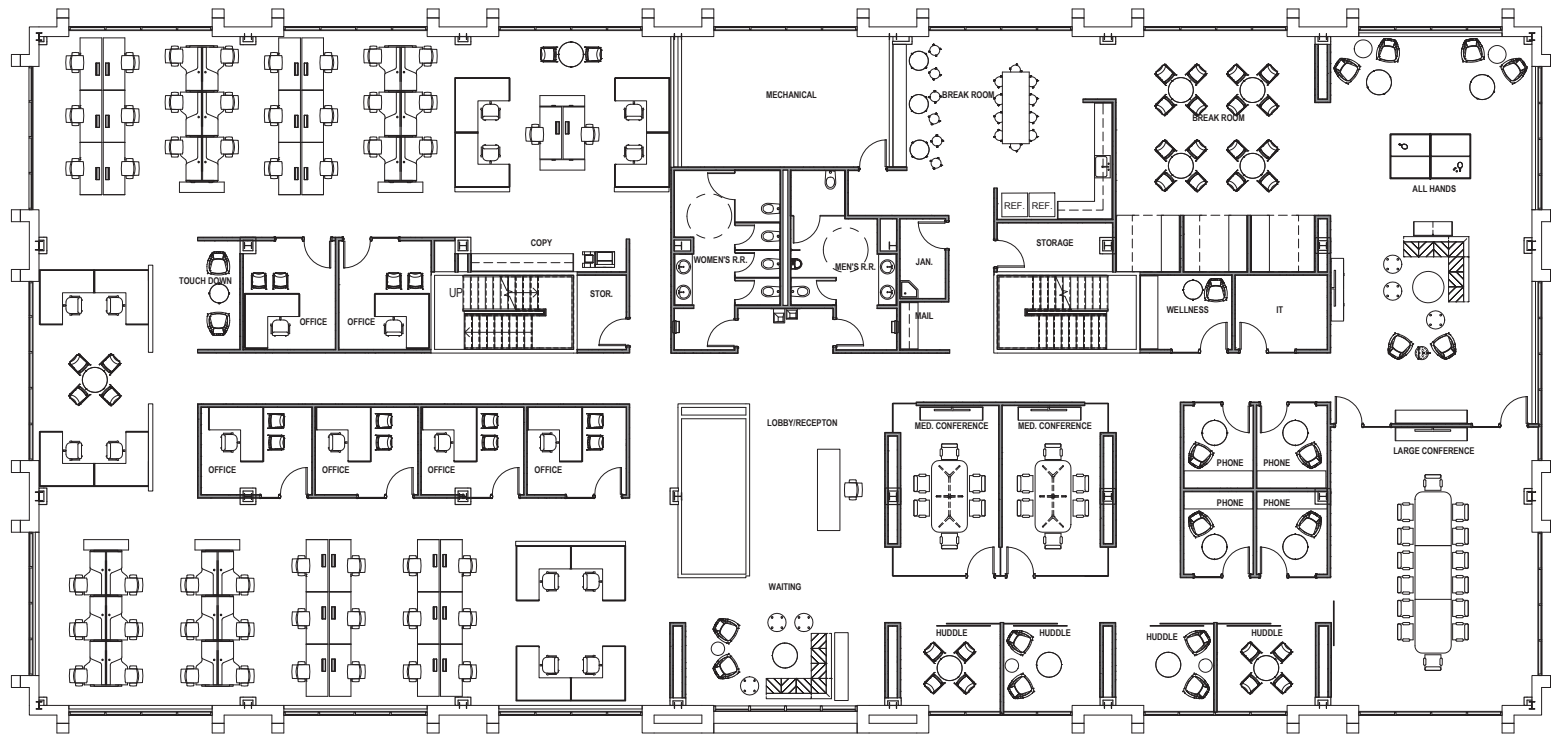 MECHANICAL
BREAK ROOM
BREAK ROOM
ALL HANDS
REF.
REF.
COPY
STORAGE
WOMEN'S R.R.
MEN'S R.R.
JAN.
TOUCH DOWN
UP
STOR.
OFFICE
OFFICE
MAIL
WELLNESS
IT
LOBBY/RECEPTON
MED. CONFERENCE
MED. CONFERENCE
LARGE CONFERENCE
PHONE
PHONE
OFFICE
OFFICE
OFFICE
OFFICE
PHONE
PHONE
WAITING
HUDDLE
HUDDLE
HUDDLE
HUDDLE